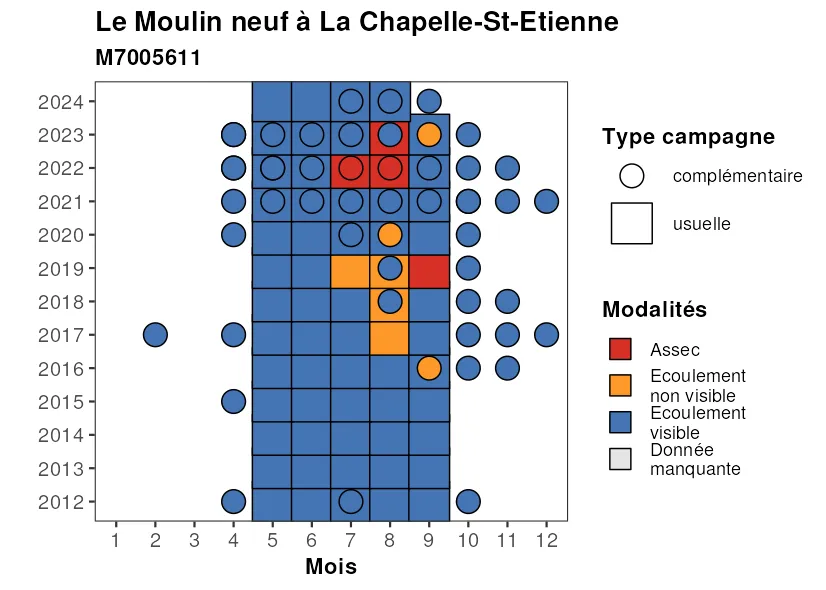 Le Moulin neuf à La Chapelle-St-Etienne
M7005611
2024
2023
2022
2021
2020
2019
2018
2017
2016
2015
2014
2013
2012
1 2 3 4 5 6 7 8 9 10 11 12
Mois
Type campagne
complémentaire
usuelle
Modalités
Assec
Ecoulement
non visible
Ecoulement
visible
Donnée
manquante